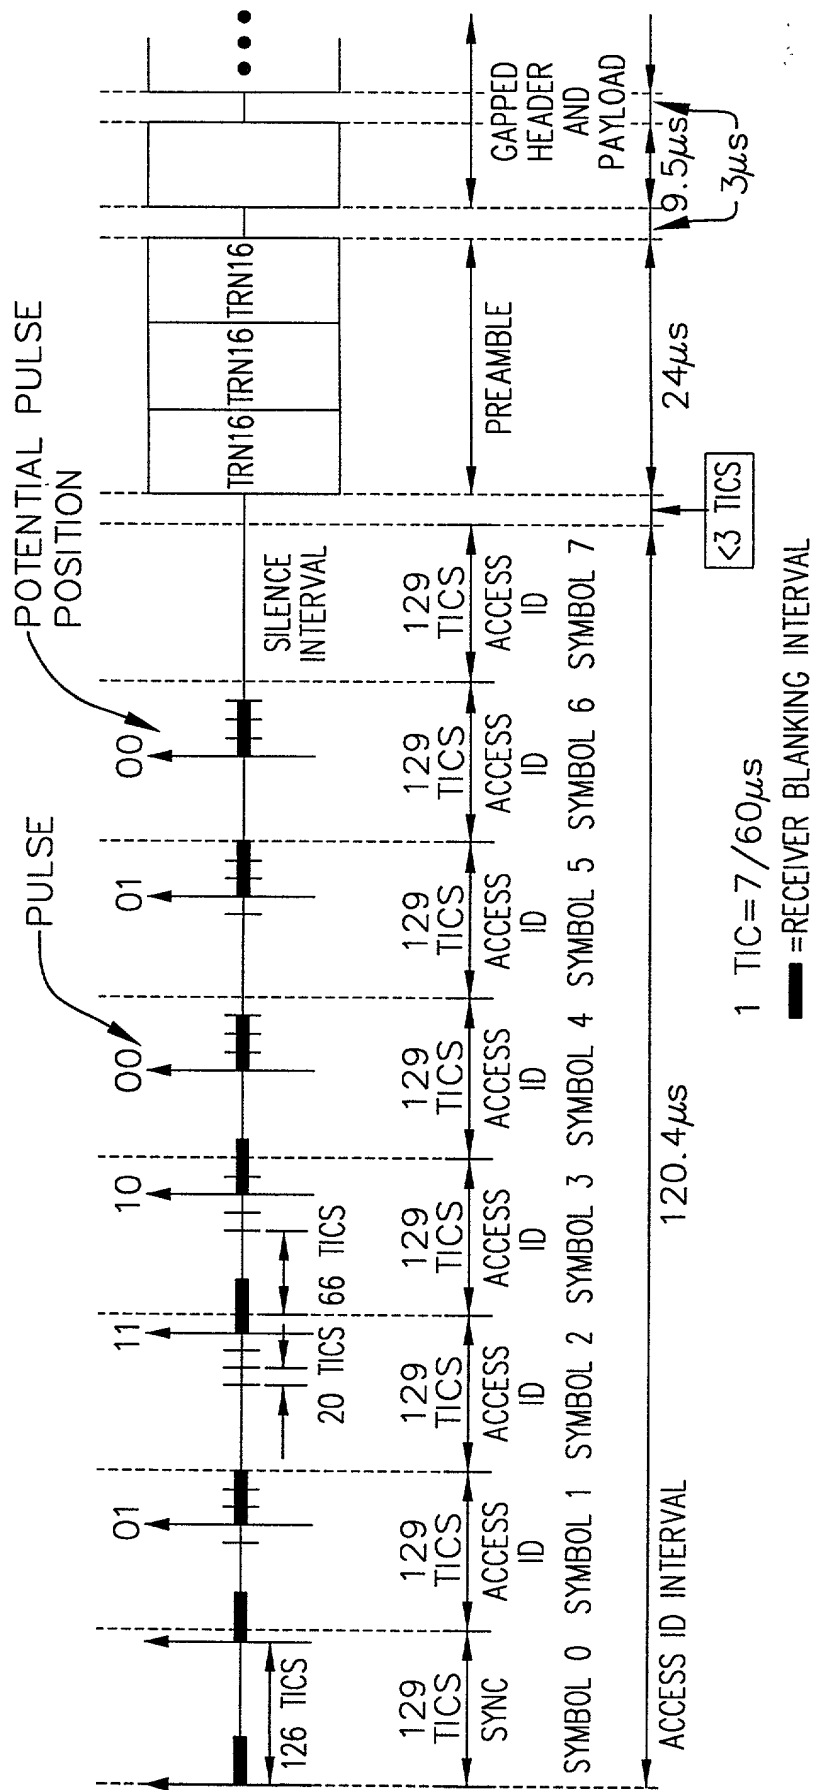 PULSE
POTENTIAL PULSE
POSITION
01
11
10
00
01
00
126 TICS
20 TICS
66 TICS
SILENCE
INTERVAL
TRN16
TRN16
TRN16
129
TICS
SYNC
129
TICS
ACCESS
ID
129
TICS
ACCESS
ID
129
TICS
ACCESS
ID
129
TICS
ACCESS
ID
129
TICS
ACCESS
ID
129
TICS
ACCESS
ID
129
TICS
ACCESS
ID
PREAMBLE
GAPPED
HEADER
AND
PAYLOAD
SYMBOL 0
SYMBOL 1
SYMBOL 2
SYMBOL 3
SYMBOL 4
SYMBOL 5
SYMBOL 6
SYMBOL 7
ACCESS ID INTERVAL
120.4µs
<3 TICS
24µs
9.5µs
3µs
1 TIC=7/60µs
=RECEIVER BLANKING INTERVAL